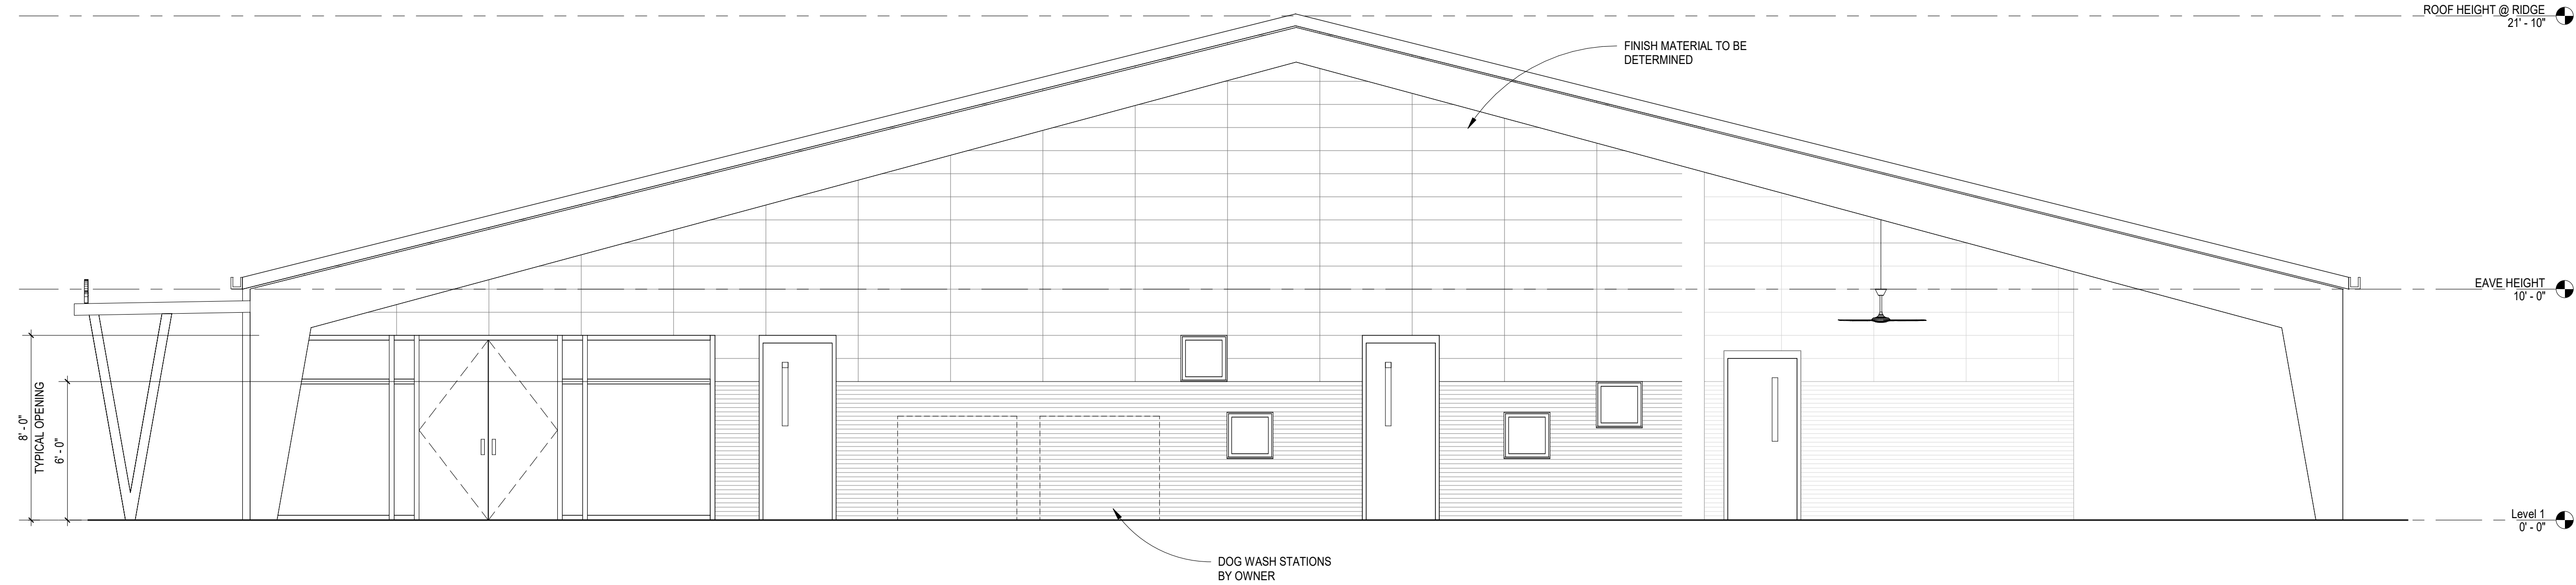 ROOF HEIGHT @ RIDGE
21' - 10"
FINISH MATERIAL TO BE
DETERMINED
EAVE HEIGHT
10' - 0"
8' - 0"
TYPICAL OPENING
6' - 0"
Level 1
0' - 0"
DOG WASH STATIONS
BY OWNER